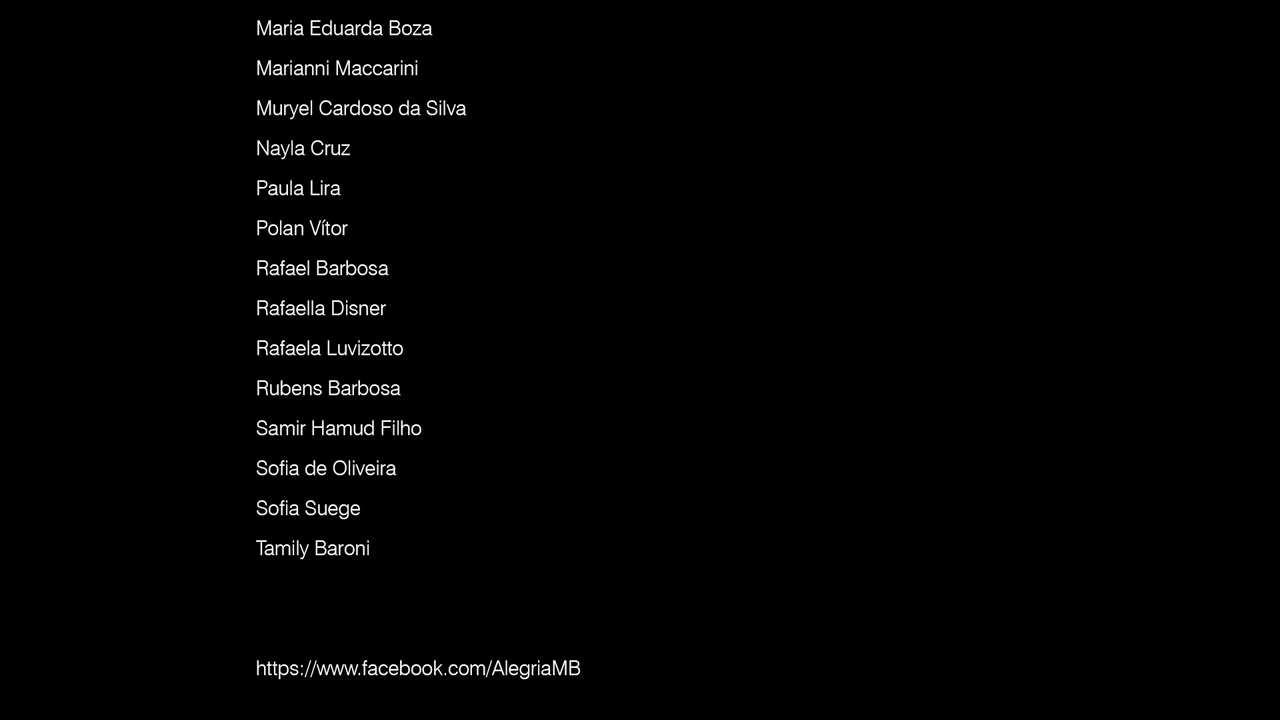 Maria Eduarda Boza
Marianni Maccarini
Muryel Cardoso da Silva
Nayla Cruz
Paula Lira
Polan Vítor
Rafael Barbosa
Rafaella Disner
Rafaela Luvizotto
Rubens Barbosa
Samir Hamud Filho
Sofia de Oliveira
Sofia Suege
Tamily Baroni
https://www.facebook.com/AlegriaMB